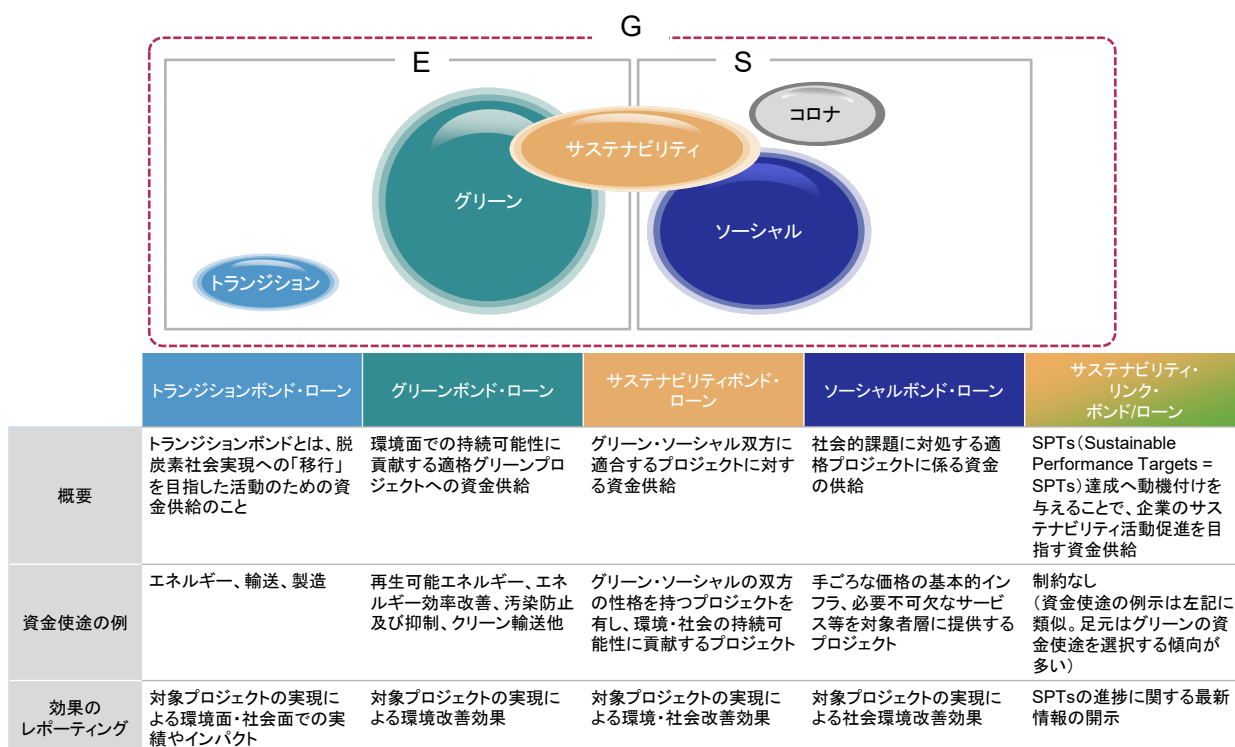 G
E
S
コロナ
サステナビリティ
グリーン
ソーシャル
トランジション
トランジションボンド・ローン
グリーンボンド・ローン
サステナビリティボンド・
ローン
ソーシャルボンド・ローン
サステナビリティ・
リンク・
ボンド/ローン
概要
トランジションボンドとは、脱
炭素社会実現への「移行」
を目指した活動のための資
金供給のこと
環境面での持続可能性に
貢献する適格グリーンプロ
ジェクトへの資金供給
グリーン・ソーシャル双方に
適合するプロジェクトに対す
る資金供給
社会的課題に対処する適
格プロジェクトに係る資金
の供給
SPTs(Sustainable
Performance Targets =
SPTs)達成へ動機付けを
与えることで、企業のサス
テナビリティ活動促進を目
指す資金供給
資金使途の例
エネルギー、輸送、製造
再生可能エネルギー、エネ
ルギー効率改善、汚染防止
及び抑制、クリーン輸送他
グリーン・ソーシャルの双方
の性格を持つプロジェクトを
有し、環境・社会の持続可
能性に貢献するプロジェクト
手ごろな価格の基本的イン
フラ、必要不可欠なサービ
ス等を対象者層に提供する
プロジェクト
制約なし
(資金使途の例示は左記に
類似。足元はグリーンの資
金使途を選択する傾向が
多い)
効果の
レポーティング
対象プロジェクトの実現に
よる環境面・社会面での実
績やインパクト
対象プロジェクトの実現に
よる環境改善効果
対象プロジェクトの実現に
よる環境・社会改善効果
対象プロジェクトの実現に
よる社会環境改善効果
SPTsの進捗に関する最新
情報の開示